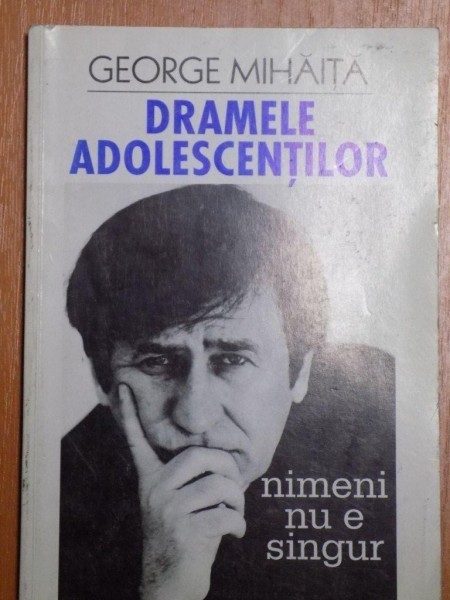 GEORGE MIHĂIȚĂ
DRAMELE
ADOLESCENȚILOR
nimeni
nu e
singur